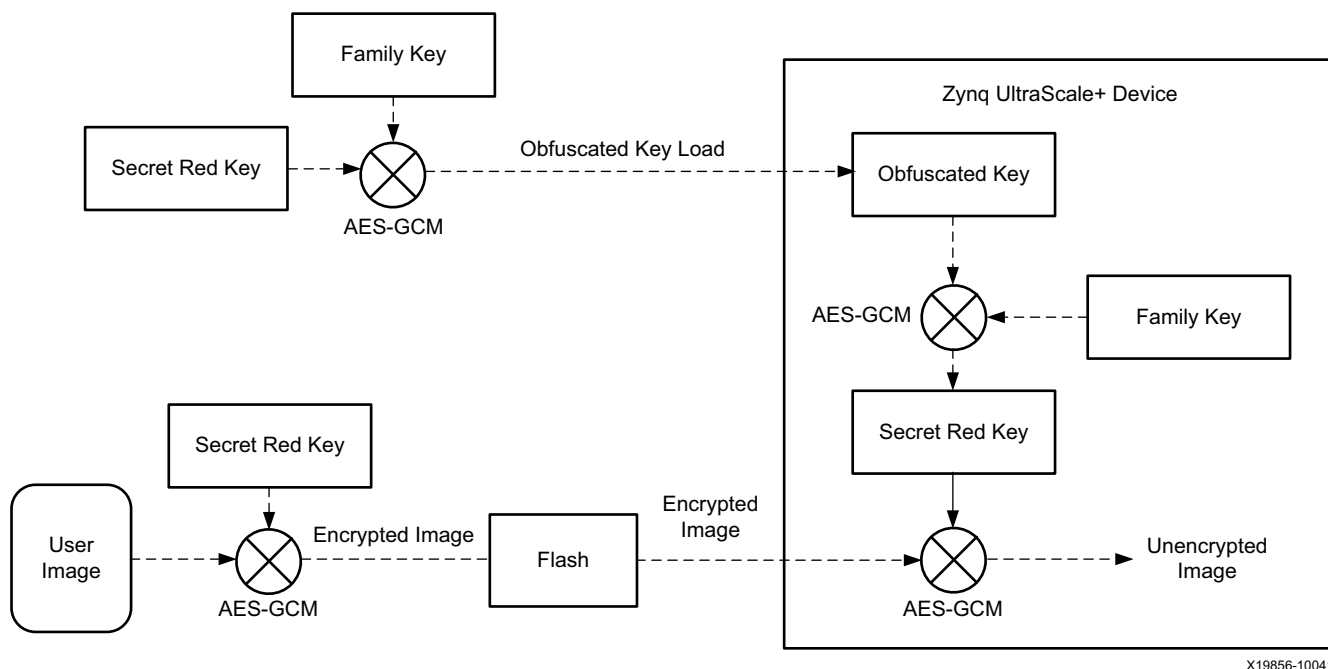 Family Key
Zynq UltraScale+ Device
Secret Red Key
Obfuscated Key Load
Obfuscated Key
AES-GCM
AES-GCM
Family Key
Secret Red Key
Secret Red Key
User
Image
Encrypted Image
Flash
Encrypted
Image
Unencrypted
Image
AES-GCM
AES-GCM
X19856-1004